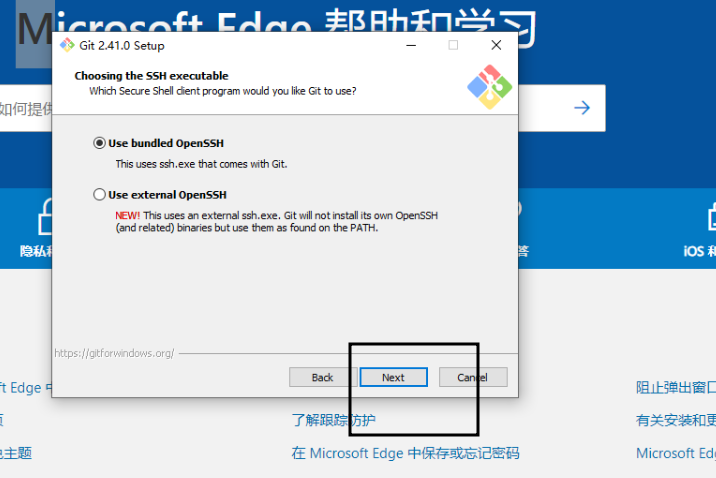 Microsoft Edge 帮助和学习
Git 2.41.0 Setup
Choosing the SSH executable
Which Secure Shell client program would you like Git to use?
如何提供
Use bundled OpenSSH
This uses ssh.exe that comes with Git.
Use external OpenSSH
NEW! This uses an external ssh.exe. Git will not install its own OpenSSH
(and related) binaries but use them as found on the PATH.
隐私和
答
iOS 和
https://gitforwindows.org/
Back
Next
Cancel
ft Edge 中
阻止弹出窗口
页
了解跟踪防护
有关安装和更
色主题
在 Microsoft Edge 中保存或忘记密码
Microsoft Edg